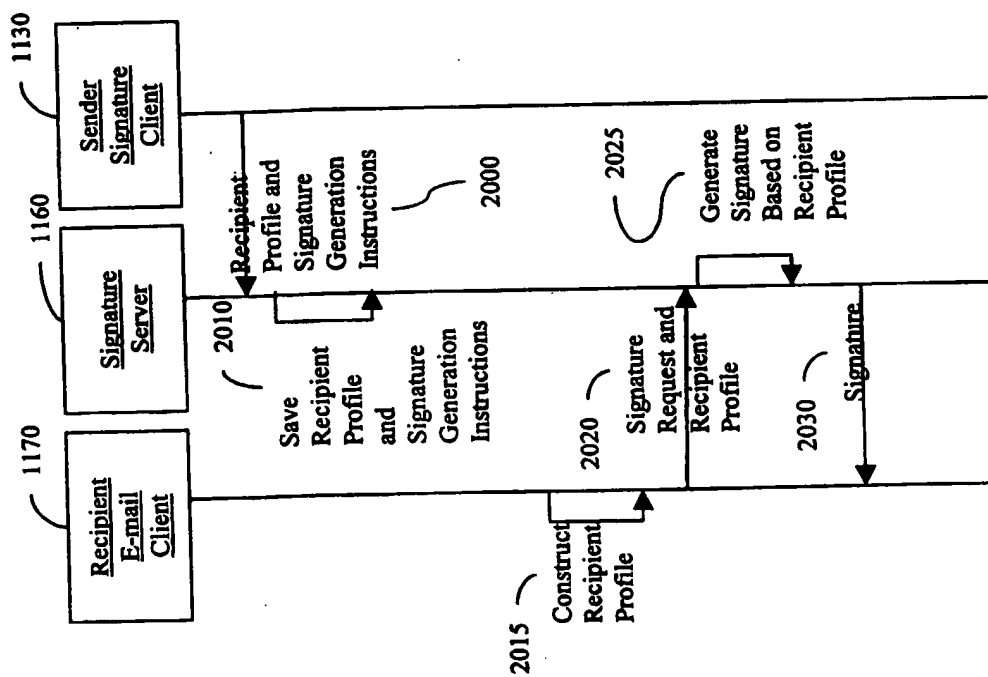 1170
Recipient
E-mail
Client
1160
Signature
Server
1130
Sender
Signature
Client
Recipient
Profile and
Signature
Generation
Instructions
2000
2010
Save
Recipient
Profile
and
Signature
Generation
Instructions
2015
Construct
Recipient
Profile
2020
Signature
Request and
Recipient
Profile
2025
Generate
Signature
Based on
Recipient
Profile
2030
Signature